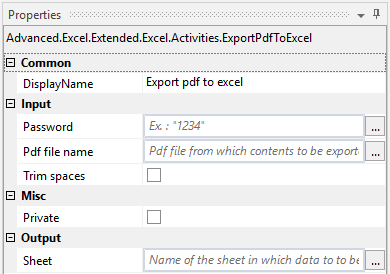 Properties
Advanced.Excel.Extended.Excel.Activities.ExportPdfToExcel
Common
DisplayName Export pdf to excel
Input
Password Ex. : "1234" ...
Pdf file name Pdf file from which contents to be export ...
Trim spaces
Misc
Private
Output
Sheet Name of the sheet in which data to to be ...